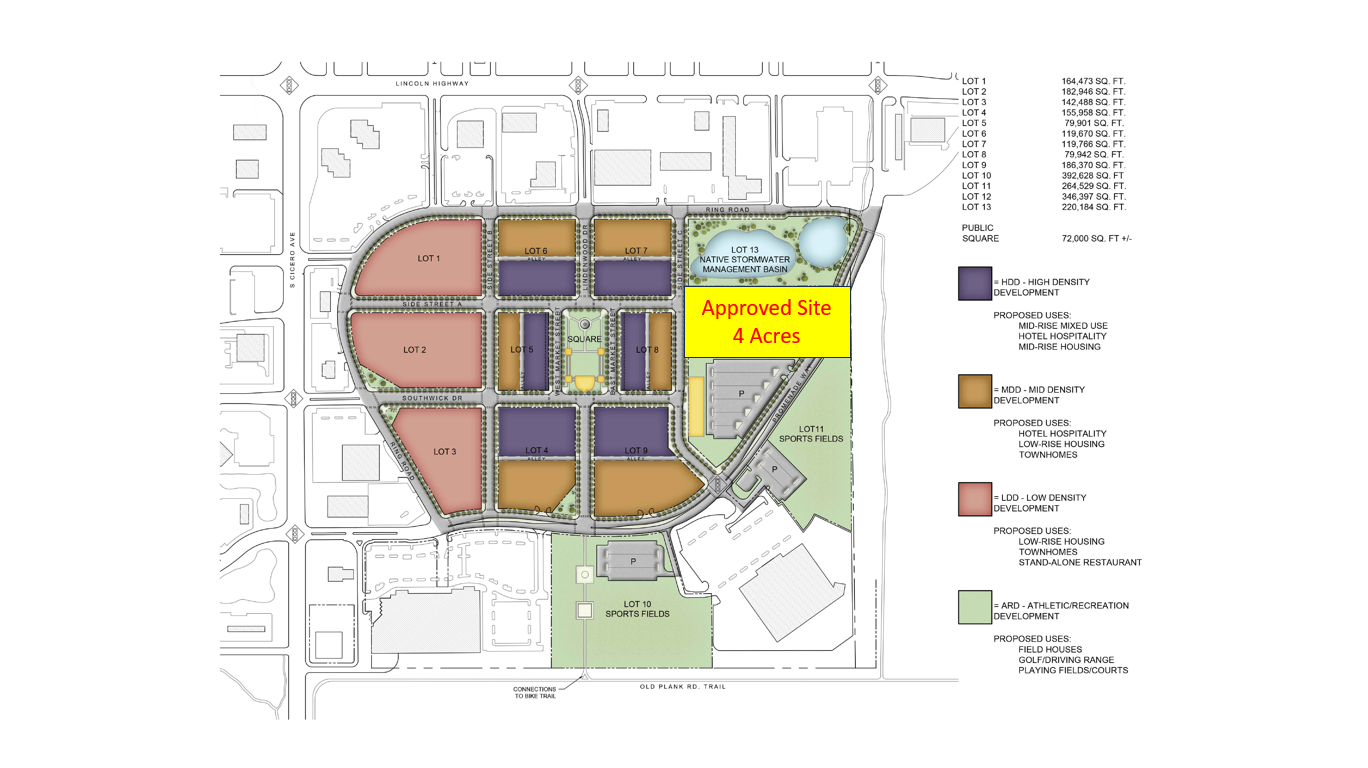 LINCOLN HIGHWAY
S CICERO AVE
RING ROAD
LOT 1
SIDE STREET B
LOT 6
ALLEY
LINDENWOOD DR
LOT 7
ALLEY
SIDE STREET C
LOT 13
NATIVE STORMWATER
MANAGEMENT BASIN
SIDE STREET A
Approved Site
4 Acres
LOT 2
LOT 5
WEST MARKET STREET
SQUARE
EAST MARKET STREET
LOT 8
P
PROMENADE WAY
SOUTHWICK DR
LOT 3
RING ROAD
LOT 4
ALLEY
LOT 9
ALLEY
LOT11
SPORTS FIELDS
P
P
LOT 10
SPORTS FIELDS
CONNECTIONS
TO BIKE TRAIL
OLD PLANK RD. TRAIL
LOT 1 164,473 SQ. FT.
LOT 2 182,946 SQ. FT.
LOT 3 142,488 SQ. FT.
LOT 4 155,958 SQ. FT.
LOT 5 79,901 SQ. FT.
LOT 6 119,670 SQ. FT.
LOT 7 119,766 SQ. FT.
LOT 8 79,942 SQ. FT.
LOT 9 186,370 SQ. FT.
LOT 10 392,628 SQ. FT
LOT 11 264,529 SQ. FT.
LOT 12 346,397 SQ. FT.
LOT 13 220,184 SQ. FT.
PUBLIC
SQUARE 72,000 SQ. FT +/-
= HDD - HIGH DENSITY
DEVELOPMENT
PROPOSED USES:
MID-RISE MIXED USE
HOTEL HOSPITALITY
MID-RISE HOUSING
= MDD - MID DENSITY
DEVELOPMENT
PROPOSED USES:
HOTEL HOSPITALITY
LOW-RISE HOUSING
TOWNHOMES
= LDD - LOW DENSITY
DEVELOPMENT
PROPOSED USES:
LOW-RISE HOUSING
TOWNHOMES
STAND-ALONE RESTAURANT
= ARD - ATHLETIC/RECREATION
DEVELOPMENT
PROPOSED USES:
FIELD HOUSES
GOLF/DRIVING RANGE
PLAYING FIELDS/COURTS